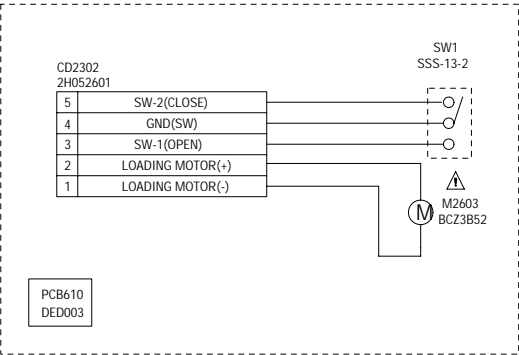 SW1
SSS-13-2
CD2302
2H052601
5 SW-2(CLOSE)
4 GND(SW)
3 SW-1(OPEN)
2 LOADING MOTOR(+)
1 LOADING MOTOR(-)
M
M2603
BCZ3B52
PCB610
DED003